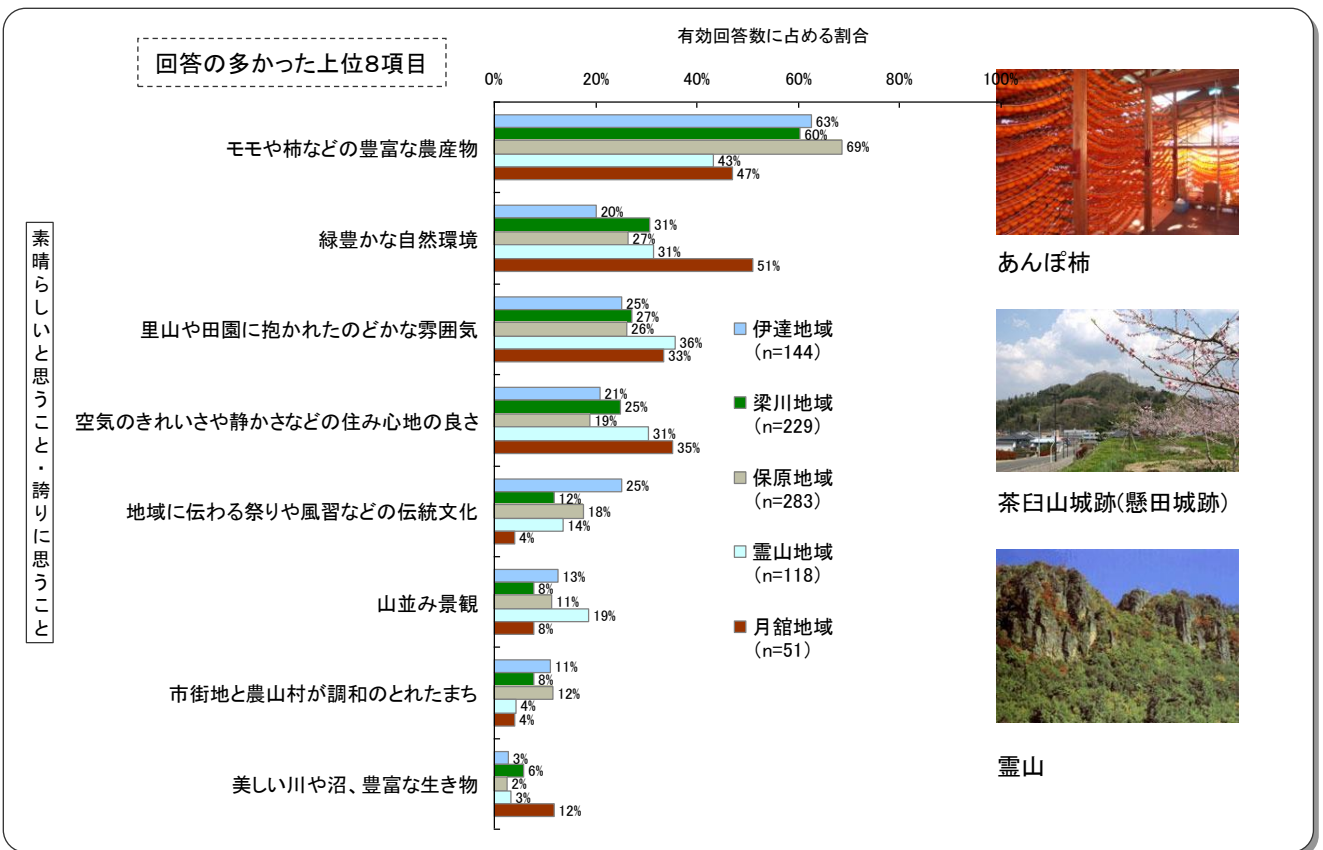 有効回答数に占める割合
回答の多かった上位8項目
0% 20% 40% 60% 80% 100%
素晴らしいと思うこと・誇りに思うこと
モモや柿などの豊富な農産物
63%
60%
69%
43%
47%
緑豊かな自然環境
20%
31%
27%
31%
51%
里山や田園に抱かれたのどかな雰囲気
25%
27%
26%
36%
33%
空気のきれいさや静かさなどの住み心地の良さ
21%
25%
19%
31%
35%
地域に伝わる祭りや風習などの伝統文化
25%
12%
18%
14%
4%
山並み景観
13%
8%
11%
19%
8%
市街地と農山村が調和のとれたまち
11%
8%
12%
4%
4%
美しい川や沼、豊富な生き物
3%
6%
2%
3%
12%
伊達地域
(n=144)
梁川地域
(n=229)
保原地域
(n=283)
霊山地域
(n=118)
月舘地域
(n=51)
あんぽ柿
茶臼山城跡(懸田城跡)
霊山